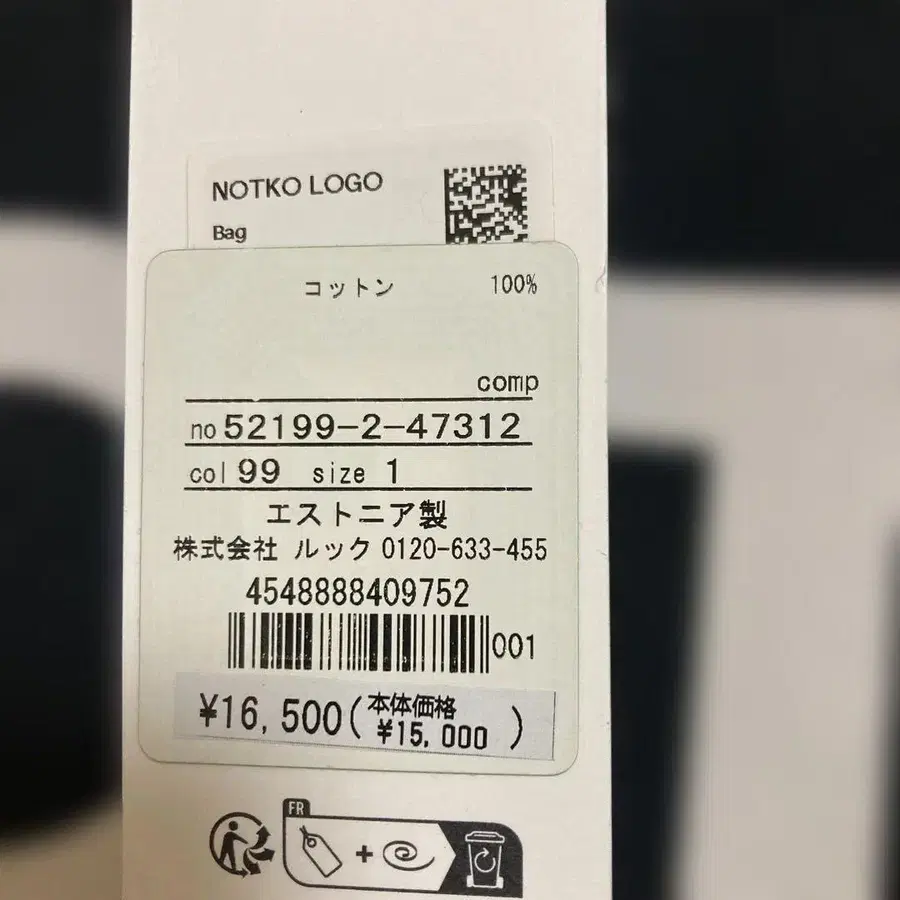 NOTKO LOGO
Bag
コットン 100%
comp
no 52199-2-47312
col 99 size 1
エストニア製
株式会社 ルック 0120-633-455
4548888409752
001
¥16,500(本体価格 ¥15,000)
FR
+